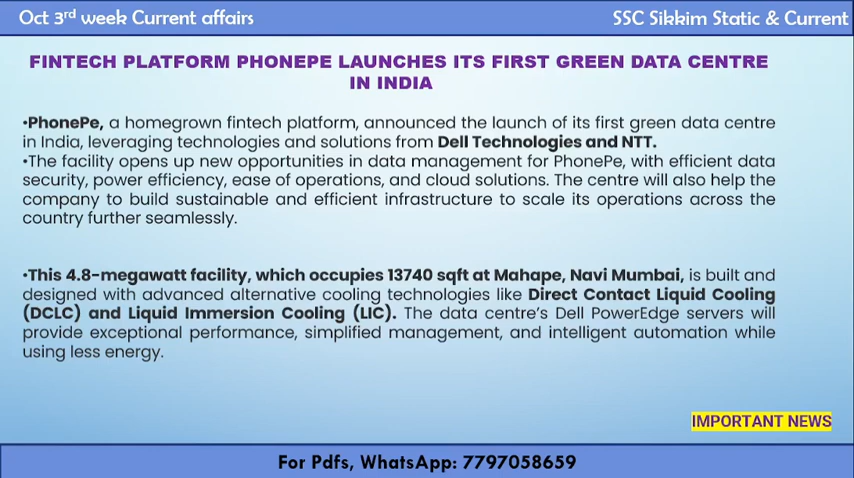 Oct 3rd week Current affairs
SSC Sikkim Static & Current
FINTECH PLATFORM PHONEPE LAUNCHES ITS FIRST GREEN DATA CENTRE
IN INDIA
•PhonePe, a homegrown fintech platform, announced the launch of its first green data centre
in India, leveraging technologies and solutions from Dell Technologies and NTT.
•The facility opens up new opportunities in data management for PhonePe, with efficient data
security, power efficiency, ease of operations, and cloud solutions. The centre will also help the
company to build sustainable and efficient infrastructure to scale its operations across the
country further seamlessly.
•This 4.8-megawatt facility, which occupies 13740 sqft at Mahape, Navi Mumbai, is built and
designed with advanced alternative cooling technologies like Direct Contact Liquid Cooling
(DCLC) and Liquid Immersion Cooling (LIC). The data centre's Dell PowerEdge servers will
provide exceptional performance, simplified management, and intelligent automation while
using less energy.
IMPORTANT NEWS
For Pdfs, WhatsApp: 7797058659